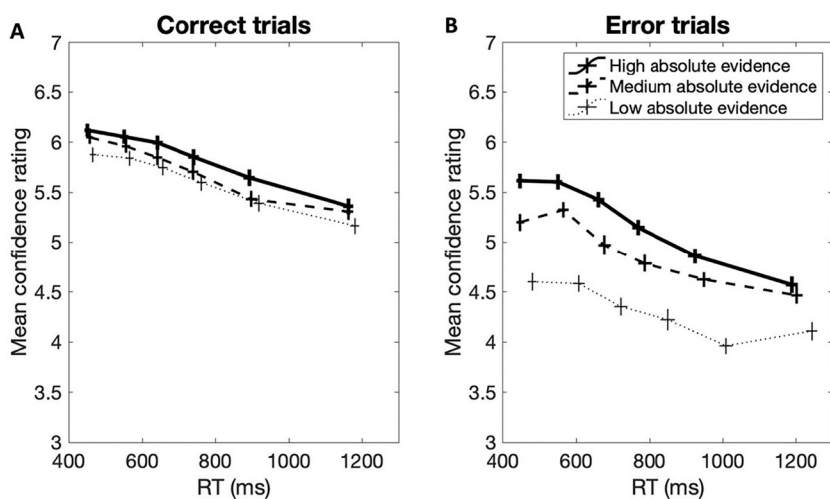 A
Correct trials
7
6.5
6
5.5
5
4.5
4
3.5
3
Mean confidence rating
400
600
800
1000
1200
RT (ms)
B
Error trials
High absolute evidence
Medium absolute evidence
Low absolute evidence
7
6.5
6
5.5
5
4.5
4
3.5
3
Mean confidence rating
400
600
800
1000
1200
RT (ms)